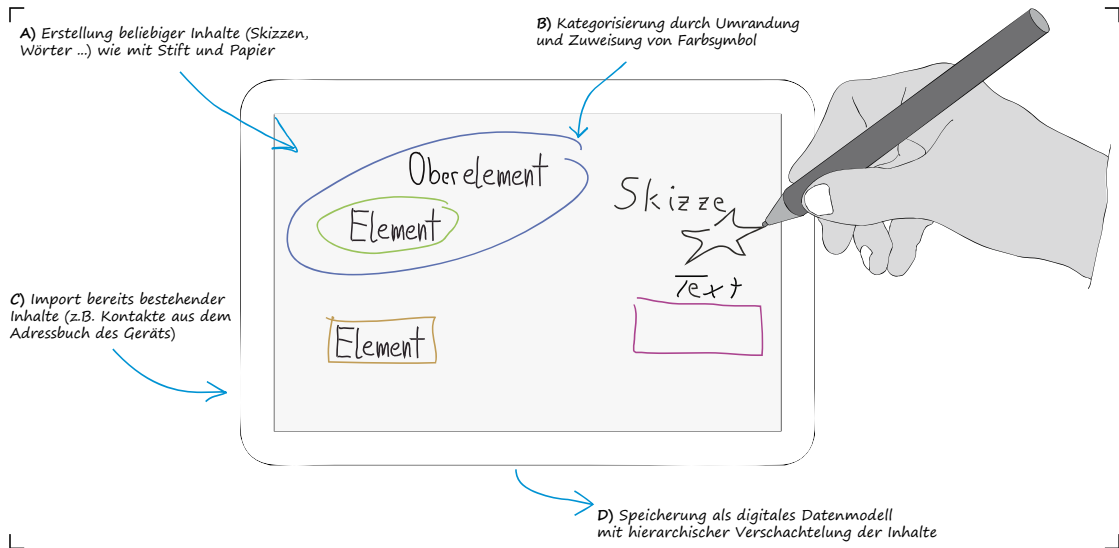 A) Erstellung beliebiger Inhalte (Skizzen,
Wörter ...) wie mit Stift und Papier
B) Kategorisierung durch Umrandung
und Zuweisung von Farbsymbol
Oberelement
Element
Skizze
Text
C) Import bereits bestehender
Inhalte (z.B. Kontakte aus dem
Adressbuch des Geräts)
Element
D) Speicherung als digitales Datenmodell
mit hierarchischer Verschachtelung der Inhalte